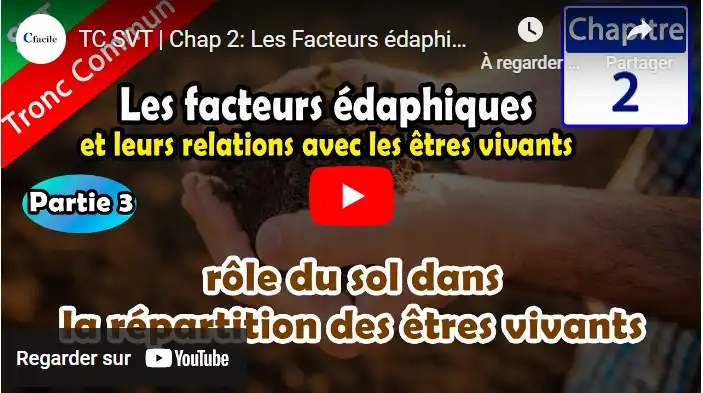 Cfacile
TC SVT | Chap 2: Les Facteurs édaphi...
À regarder ...
Partager
Chapitre
2
Tronc Commun
Les facteurs édaphiques
et leurs relations avec les êtres vivants
Partie 3
rôle du sol dans
la répartition des êtres vivants
Regarder sur YouTube